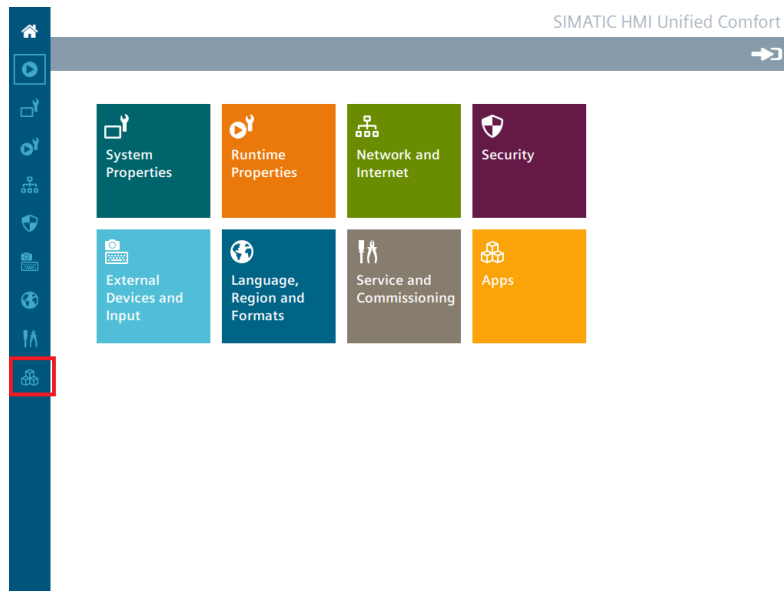 SIMATIC HMI Unified Comfort
System
Properties
Runtime
Properties
Network and
Internet
Security
External
Devices and
Input
Language,
Region and
Formats
Service and
Commissioning
Apps